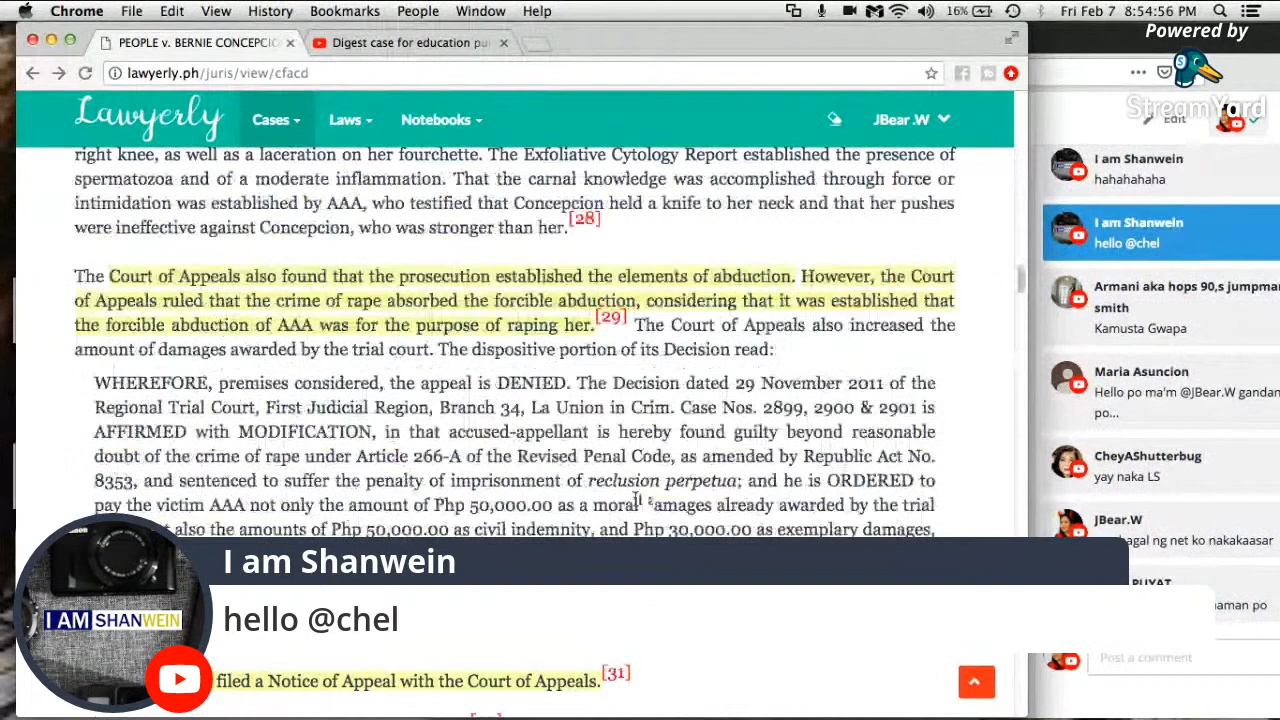 Chrome File Edit View History Bookmarks People Window Help 16% Fri Feb 7 8:54:56 PM
Powered by
StreamYard
PEOPLE v. BERNIE CONCEPCIO × Digest case for education pu ×
lawyerly.ph/juris/view/cfacd
Lawyerly Cases Laws Notebooks JBear .W
right knee, as well as a laceration on her fourchette. The Exfoliative Cytology Report established the presence of
spermatozoa and of a moderate inflammation. That the carnal knowledge was accomplished through force or
intimidation was established by AAA, who testified that Concepcion held a knife to her neck and that her pushes
were ineffective against Concepcion, who was stronger than her.[28]
The Court of Appeals also found that the prosecution established the elements of abduction. However, the Court
of Appeals ruled that the crime of rape absorbed the forcible abduction, considering that it was established that
the forcible abduction of AAA was for the purpose of raping her.[29] The Court of Appeals also increased the
amount of damages awarded by the trial court. The dispositive portion of its Decision read:
WHEREFORE, premises considered, the appeal is DENIED. The Decision dated 29 November 2011 of the
Regional Trial Court, First Judicial Region, Branch 34, La Union in Crim. Case Nos. 2899, 2900 & 2901 is
AFFIRMED with MODIFICATION, in that accused-appellant is hereby found guilty beyond reasonable
doubt of the crime of rape under Article 266-A of the Revised Penal Code, as amended by Republic Act No.
8353, and sentenced to suffer the penalty of imprisonment of reclusion perpetua; and he is ORDERED to
pay the victim AAA not only the amount of Php 50,000.00 as a moral amages already awarded by the trial
also the amounts of Php 50,000.00 as civil indemnity, and Php 30,000.00 as exemplary damages,
filed a Notice of Appeal with the Court of Appeals.[31]
Edit
I am Shanwein
hahahahaha
I am Shanwein
hello @chel
Armani aka hops 90,s jumpma
smith
Kamusta Gwapa
Maria Asuncion
Hello po ma'm @JBear.W gandan
po...
CheyAShutterbug
yay naka LS
JBear.W
agal ng net ko nakakaasar
PUYAT
naman po
Post a comment
Canon
I AM SHANWEIN
I am Shanwein
hello @chel